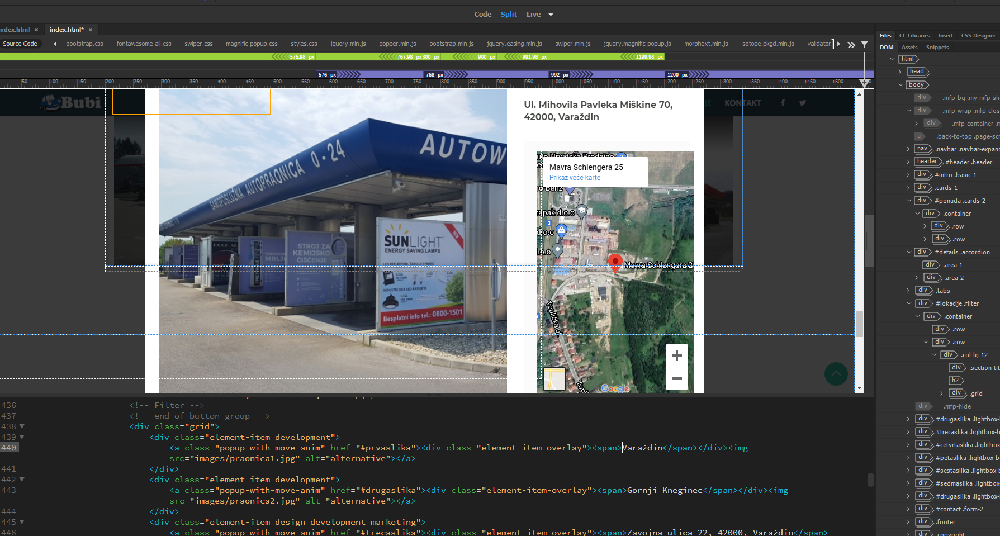 Code Split Live
ndex.html × index.html* ×
Source Code bootstrap.css fontawesome-all.css swiper.css magnific-popup.css styles.css jquery.min.js popper.min.js bootstrap.min.js jquery.easing.min.js swiper.min.js jquery.magnific-popup.js morphext.min.js isotope.pkgd.min.js validator.
575.98 px 767.98 px 300 px 900 px 991.98 px 1199.98 px
576 px 768 px 992 px 1200 px
50 100 150 200 250 300 350 400 450 500 550 600 650 700 750 800 850 900 950 1000 1050 1100 1150 1200 1250 1300 1350 1400 1450 1500
Bubi
JE KONTAKT
Ul. Mihovila Pavleka Miškine 70,
42000, Varaždin
AUTOW
SAMOPOSLUŽNA AUTOPRAONICA 0 - 24
STROJ ZA
KEMIJSKO
ČIŠĆENJE
SUNLIGHT
ENERGY SAVING LAMPS
NEW
LED REFLEKTORI, ŽARULJE I PANELI
INDUSTRIJSKA LED RASVJETA
Besplatni info tel.: 0800-1501
Mavra Schlengera 25
Prikaz veće karte
ro-Benz
rapak d.o.o
3
d.o.o
.o.o
Mavra Schlengera 2
Toplička ul.
Topl
Google
436 <!-- Filter -->
437 <!-- end of button group -->
438 <div class="grid">
439 <div class="element-item development">
440 <a class="popup-with-move-anim" href="#prvaslika"><div class="element-item-overlay"><span>Varaždin</span></div><img
src="images/praonica1.jpg" alt="alternative"></a>
441 </div>
442 <div class="element-item development">
443 <a class="popup-with-move-anim" href="#drugaslika"><div class="element-item-overlay"><span>Gornji Kneginec</span></div><img
src="images/praonica2.jpg" alt="alternative"></a>
444 </div>
445 <div class="element-item design development marketing">
446 <a class="popup-with-move-anim" href="#trecaslika"><div class="element-item-overlay"><span>Zavojna ulica 22, 42000, Varaždin</span>
Files CC Libraries Insert CSS Designer
DOM Assets Snippets
html
head
body
div .mfp-bg .my-mfp-sli
div .mfp-wrap .mfp-clos
div .mfp-container .m
a .back-to-top .page-scr
nav .navbar .navbar-expand
header #header .header
div #intro .basic-1
div .cards-1
div #ponuda .cards-2
div .container
div .row
div .row
div #details .accordion
div .area-1
div .area-2
div .tabs
div #lokacije .filter
div .container
div .row
div .row
div .col-lg-12
div .section-tit
h2
div .grid
div .mfp-hide
div #drugaslika .lightbox-b
div #trecaslika .lightbox-b
div #cetvrtaslika .lightbox
div #petaslika .lightbox-b
div #sestaslika .lightbox-b
div #sedmaslika .lightbox
div #drugaslika .lightbox-b
div #contact .form-2
div .footer
div .copyright